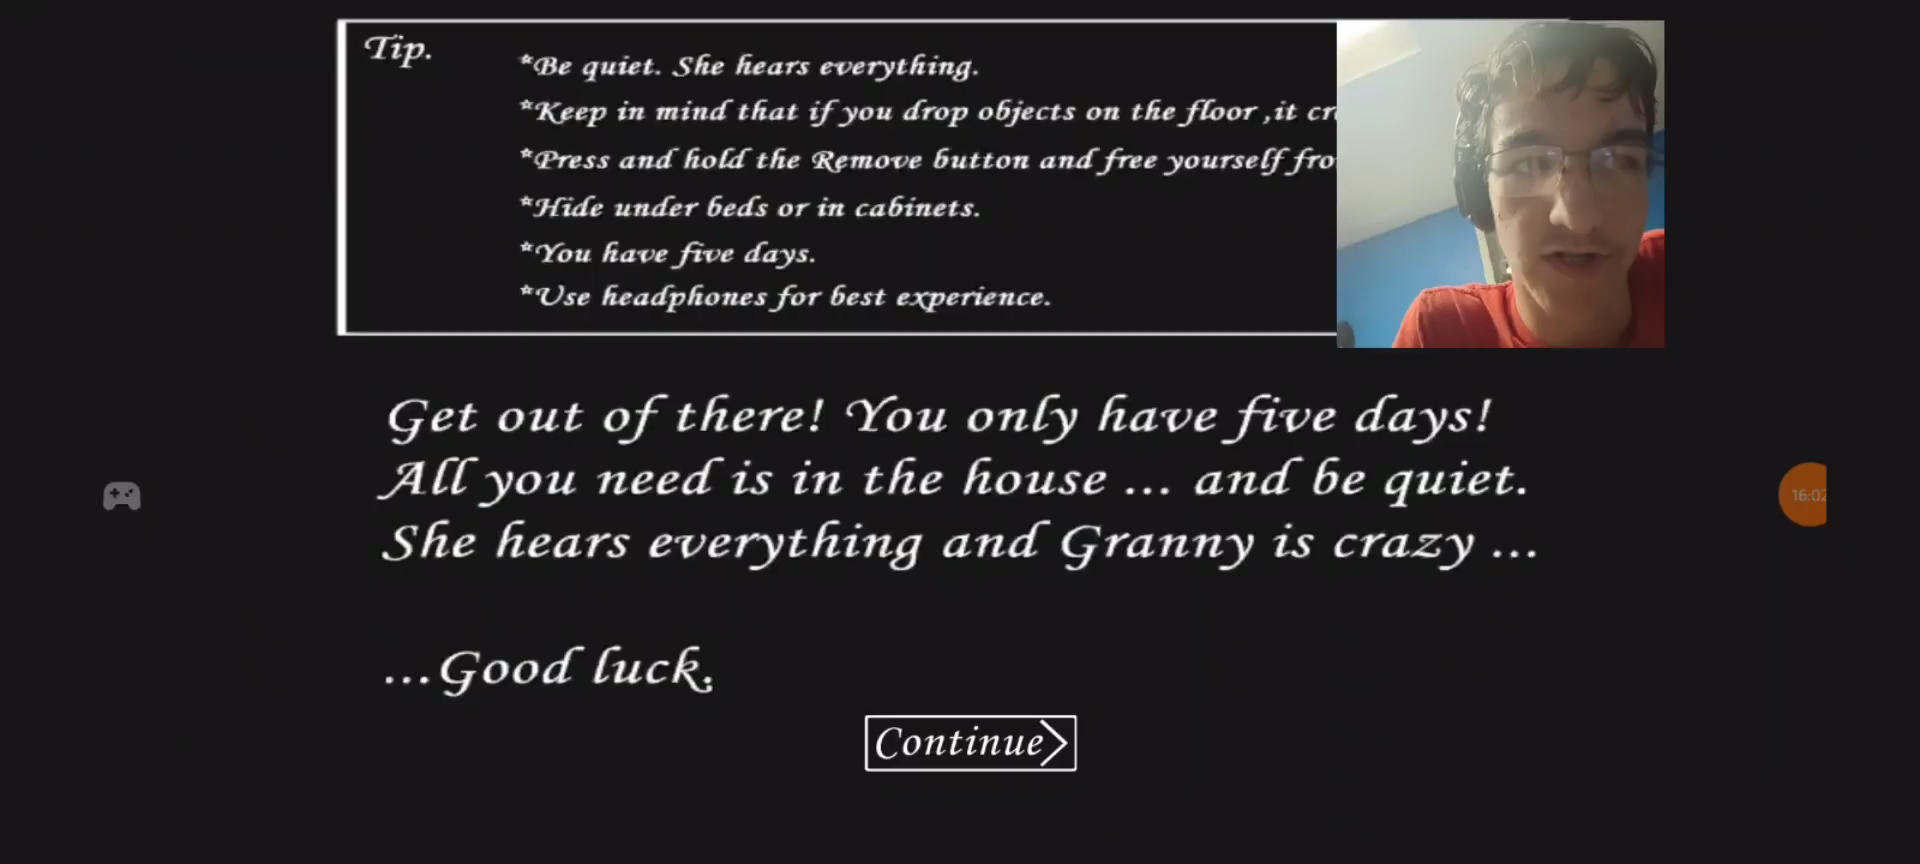 Tip.
*Be quiet. She hears everything.
*Keep in mind that if you drop objects on the floor ,it
*Press and hold the Remove button and free yourself
*Hide under beds or in cabinets.
*You have five days.
*Use headphones for best experience.
Get out of there! You only have five days!
All you need is in the house ... and be quiet.
She hears everything and Granny is crazy ...
...Good luck.
Continue
16:02